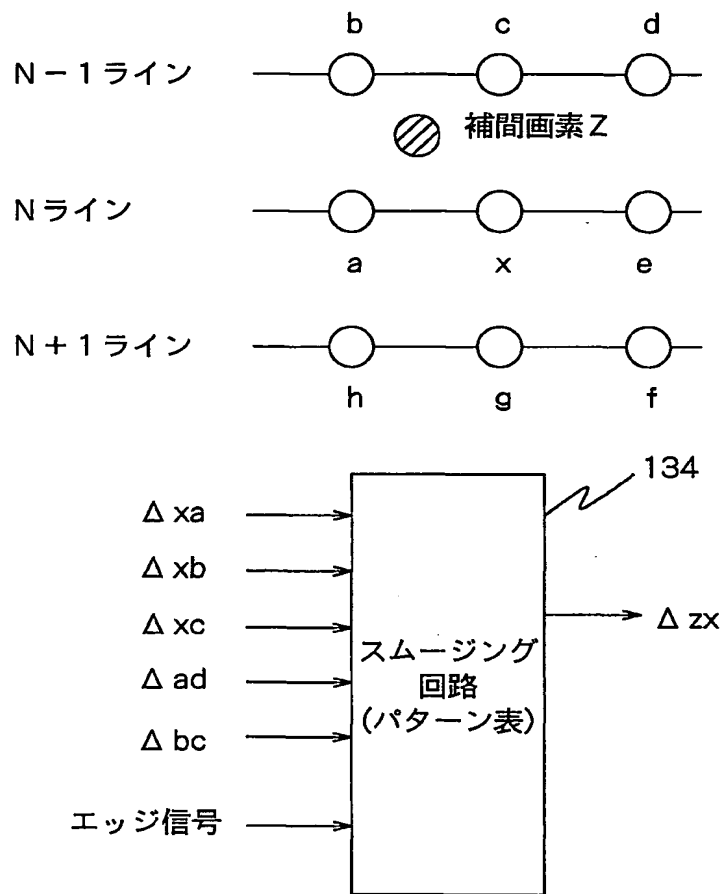 b c d
N－1ライン
補間画素Z
Nライン
a x e
N＋1ライン
h g f
134
Δxa
Δxb
Δxc
Δad
Δbc
エッジ信号
スムージング
回路
(パターン表)
Δzx